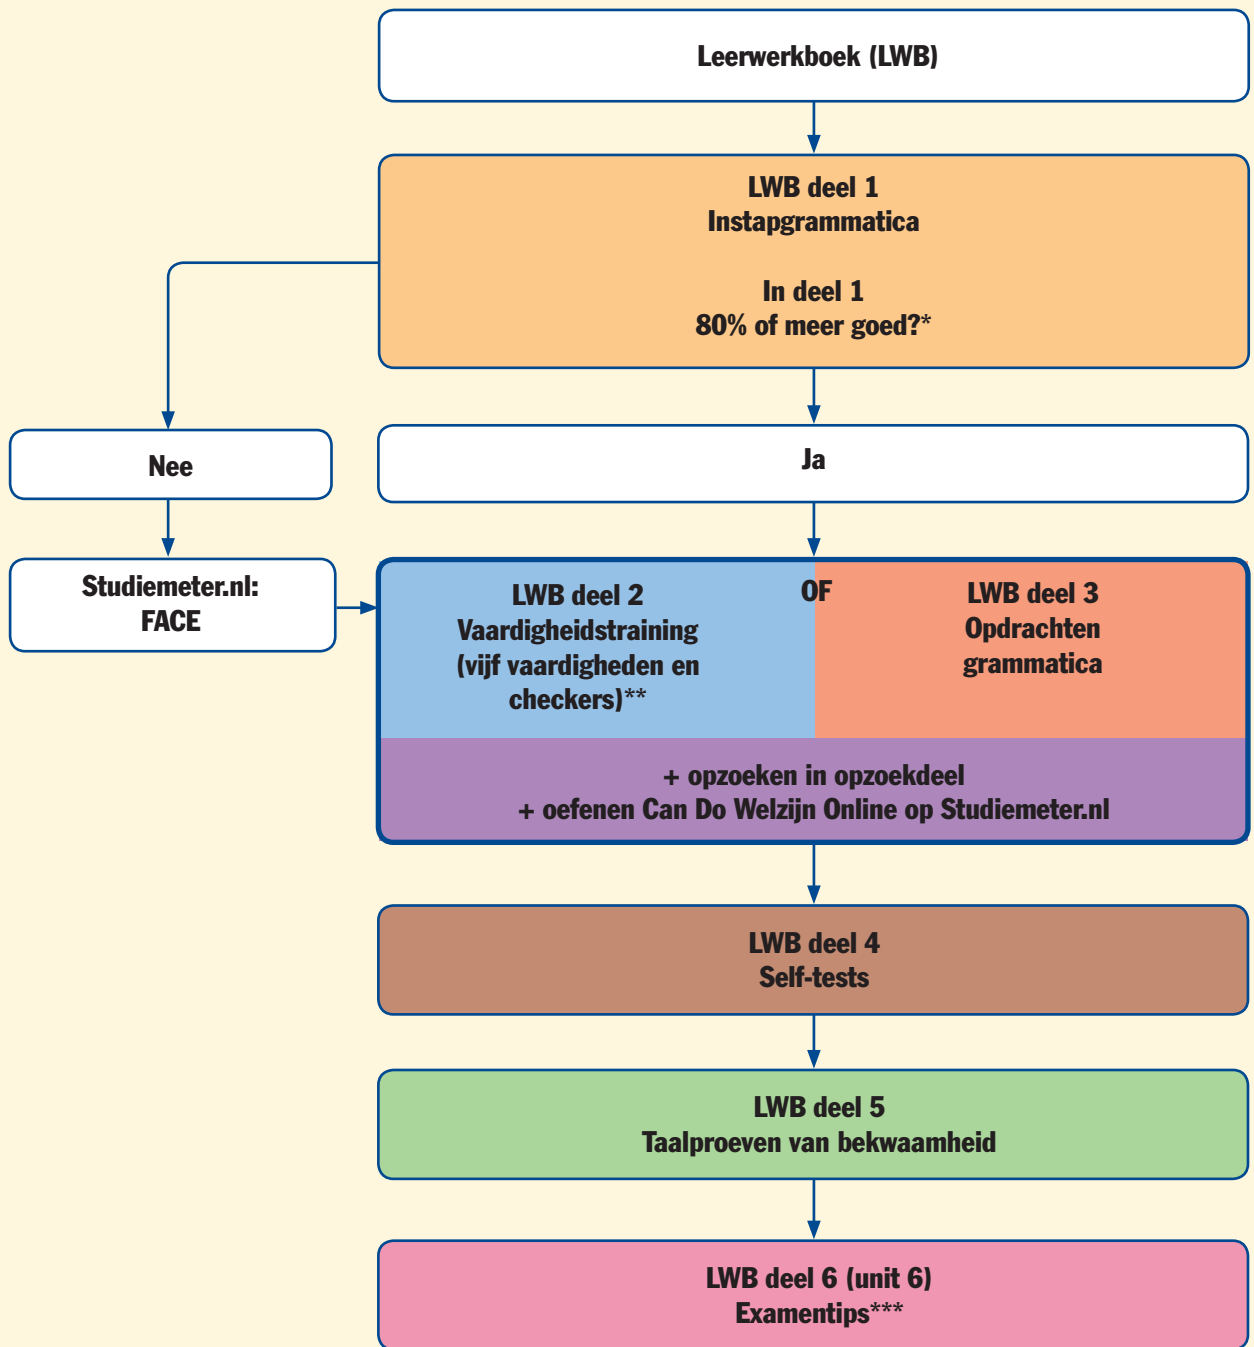 Leerwerkboek (LWB)
LWB deel 1
Instapgrammatica
In deel 1
80% of meer goed?*
Nee
Ja
Studiemeter.nl:
FACE
LWB deel 2
Vaardigheidstraining
(vijf vaardigheden en
checkers)**
OF
LWB deel 3
Opdrachten
grammatica
+ opzoeken in opzoekdeel
+ oefenen Can Do Welzijn Online op Studiemeter.nl
LWB deel 4
Self-tests
LWB deel 5
Taalproeven van bekwaamheid
LWB deel 6 (unit 6)
Examentips***